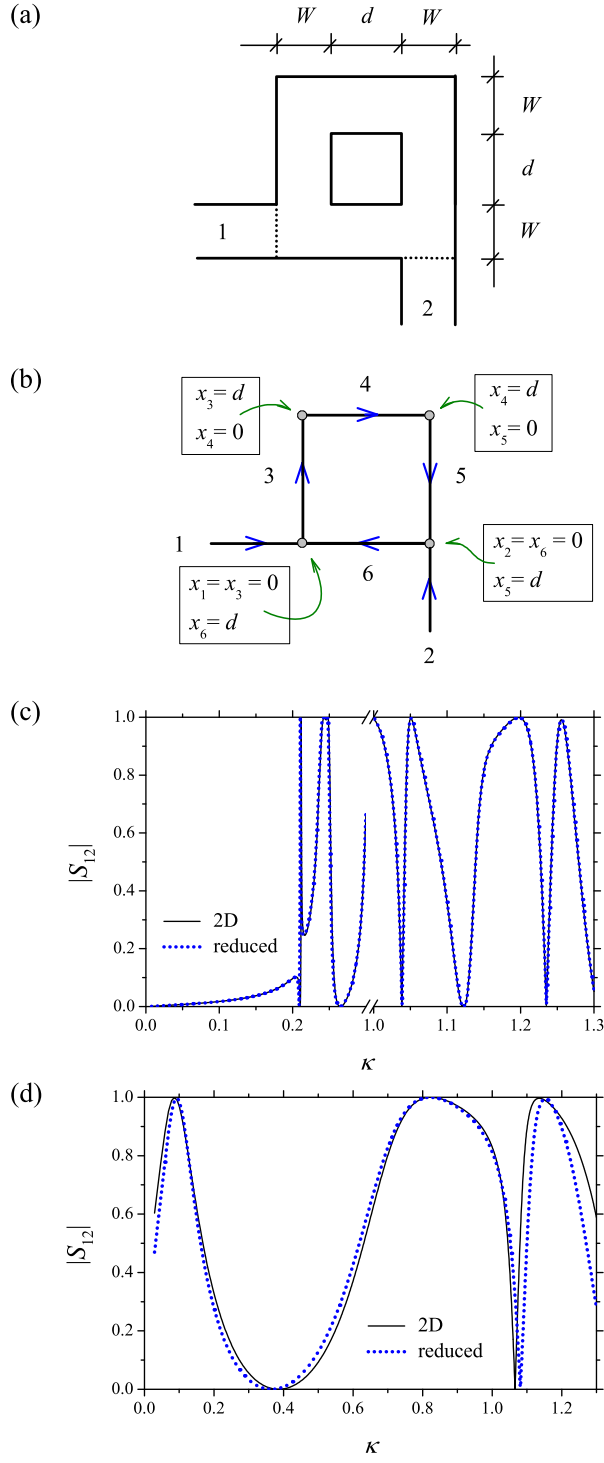 (a)
W d W
W
d
W
1
2
(b)
x3= d
x4= 0
4
x4= d
x5= 0
3
5
1
6
x1= x3= 0
x6= d
x2= x6= 0
x5= d
2
(c)
1.0
0.8
0.6
0.4
0.2
0.0
|S12|
2D
reduced
0.0 0.1 0.2 1.0 1.1 1.2 1.3
κ
(d)
1.0
0.8
0.6
0.4
0.2
0.0
|S12|
2D
reduced
0.0 0.2 0.4 0.6 0.8 1.0 1.2
κ